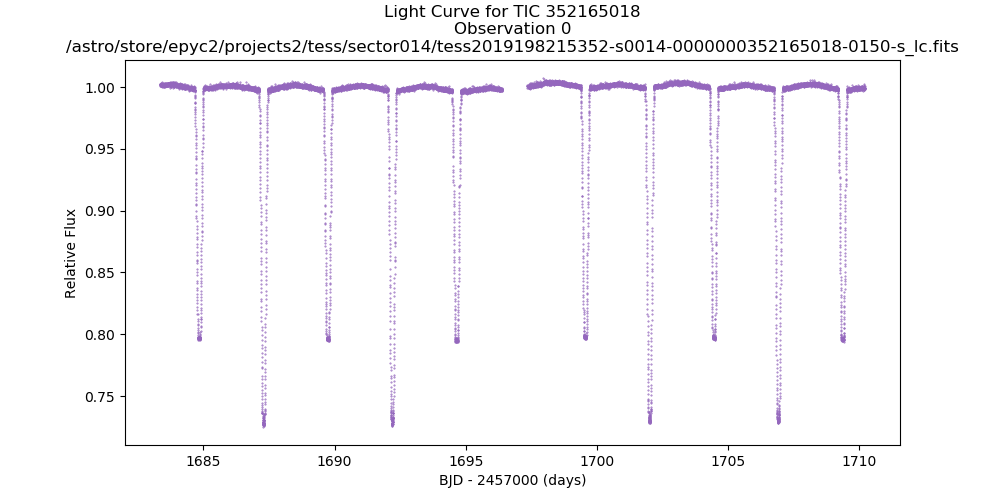 Light Curve for TIC 352165018
Observation 0
/astro/store/epyc2/projects2/tess/sector014/tess2019198215352-s0014-0000000352165018-0150-s_lc.fits
1.00
0.95
0.90
0.85
0.80
0.75
Relative Flux
1685
1690
1695
1700
1705
1710
BJD - 2457000 (days)